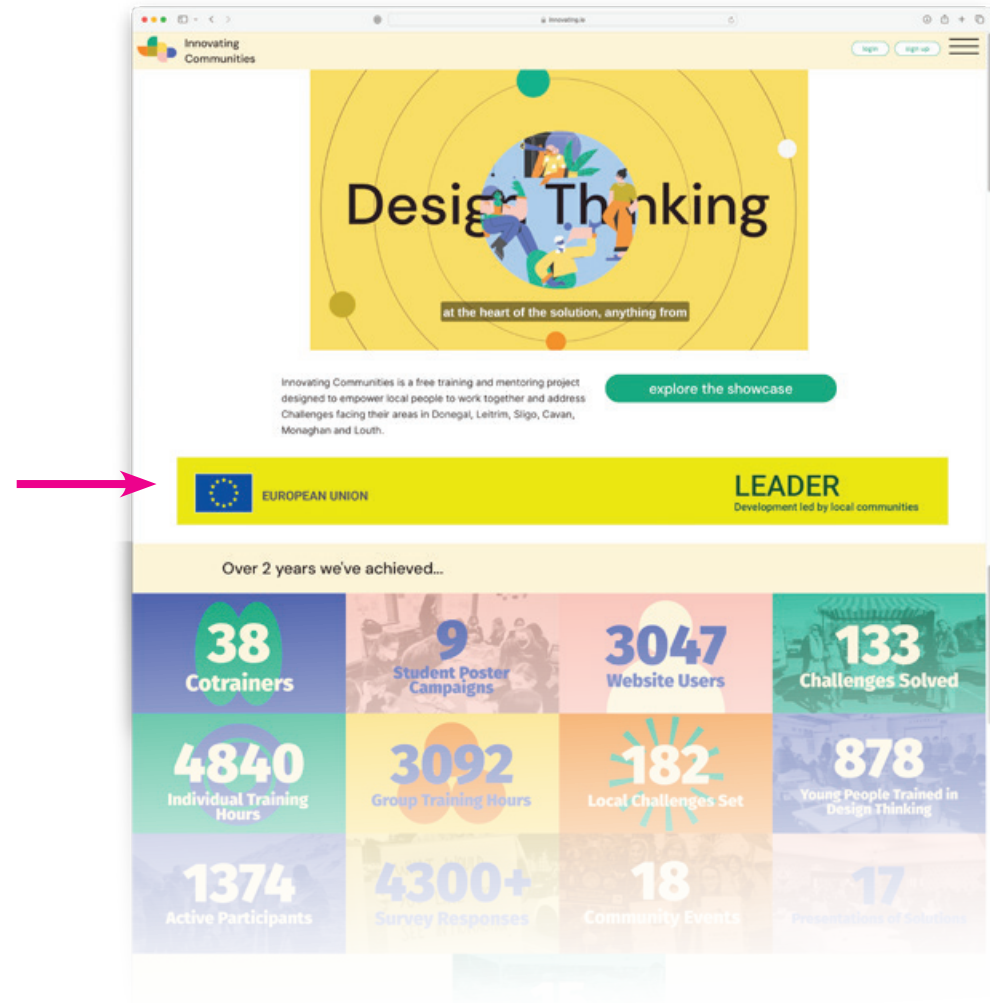 innovating.ie
Innovating
Communities
login
sign up
Design Thinking
at the heart of the solution, anything from
Innovating Communities is a free training and mentoring project
designed to empower local people to work together and address
Challenges facing their areas in Donegal, Leitrim, Sligo, Cavan,
Monaghan and Louth.
explore the showcase
EUROPEAN UNION
LEADER
Development led by local communities
Over 2 years we've achieved...
38
Cotrainers
9
Student Poster
Campaigns
3047
Website Users
133
Challenges Solved
4840
Individual Training
Hours
3092
Group Training Hours
182
Local Challenges Set
878
Young People Trained in
Design Thinking
1374
Active Participants
4300+
Survey Responses
18
Community Events
17
Presentations of Solutions